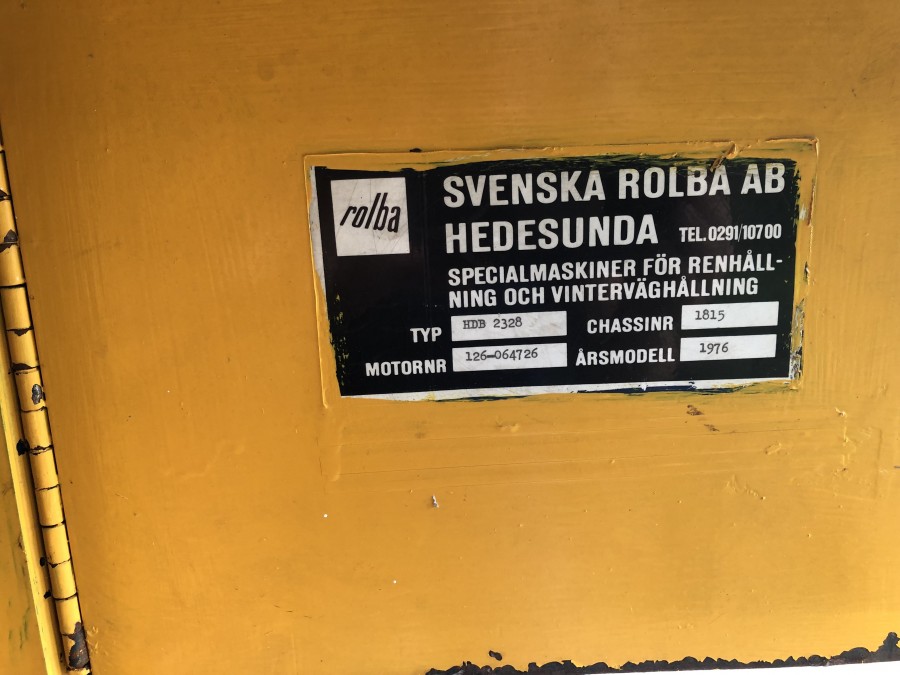 rolba
SVENSKA ROLBA AB
HEDESUNDA TEL. 0291/10700
SPECIALMASKINER FÖR RENHÅLL-
NING OCH VINTERVÄGHÅLLNING
TYP HDB 2328 CHASSINR 1815
MOTORNR 126-064726 ÅRSMODELL 1976